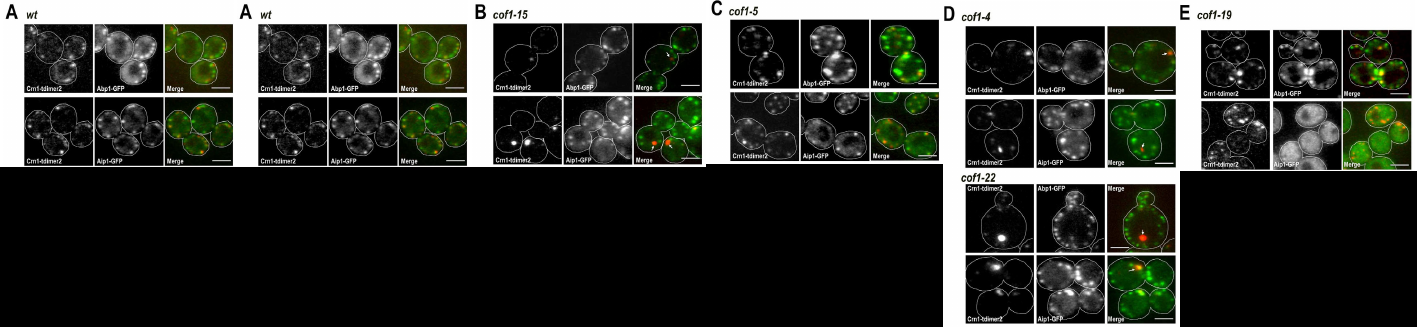 A wt
Crn1-tdimer2 Abp1-GFP Merge
Crn1-tdimer2 Aip1-GFP Merge
A wt
Crn1-tdimer2 Abp1-GFP Merge
Crn1-tdimer2 Aip1-GFP Merge
B cof1-15
Crn1-tdimer2 Abp1-GFP Merge
Crn1-tdimer2 Aip1-GFP Merge
C cof1-5
Crn1-tdimer2 Abp1-GFP Merge
Crn1-tdimer2 Aip1-GFP Merge
D cof1-4
Crn1-tdimer2 Abp1-GFP Merge
Crn1-tdimer2 Aip1-GFP Merge
cof1-22
Crn1-tdimer2 Abp1-GFP Merge
Crn1-tdimer2 Aip1-GFP Merge
E cof1-19
Crn1-tdimer2 Abp1-GFP Merge
Crn1-tdimer2 Aip1-GFP Merge